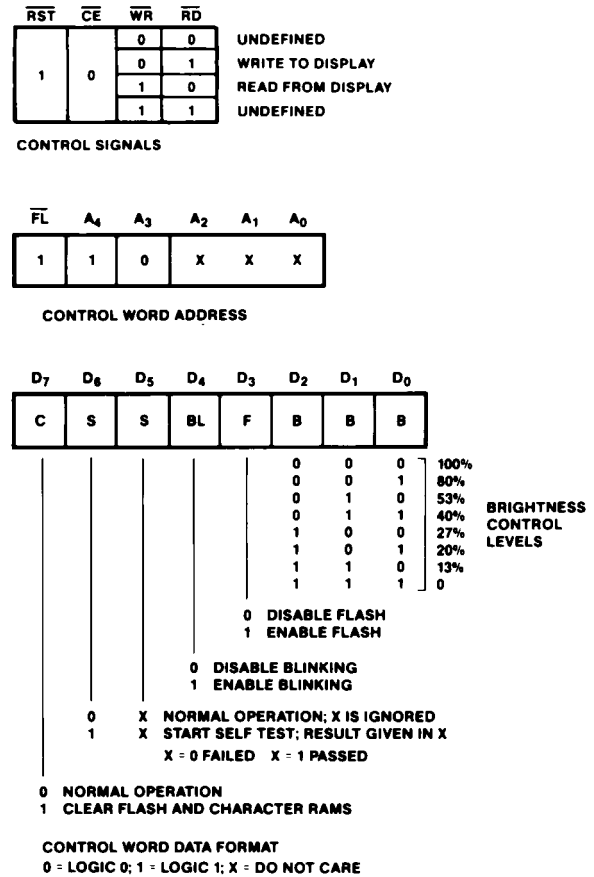 R̅S̅T̅ C̅E̅ W̅R̅ R̅D̅
1 0
0 0 UNDEFINED
0 1 WRITE TO DISPLAY
1 0 READ FROM DISPLAY
1 1 UNDEFINED
CONTROL SIGNALS
F̅L̅ A₄ A₃ A₂ A₁ A₀
1 1 0 X X X
CONTROL WORD ADDRESS
D₇ D₆ D₅ D₄ D₃ D₂ D₁ D₀
C S S BL F B B B
0 0 0 100%
0 0 1 80%
0 1 0 53%
0 1 1 40%
1 0 0 27%
1 0 1 20%
1 1 0 13%
1 1 1 0
BRIGHTNESS
CONTROL
LEVELS
0 DISABLE FLASH
1 ENABLE FLASH
0 DISABLE BLINKING
1 ENABLE BLINKING
0 X NORMAL OPERATION; X IS IGNORED
1 X START SELF TEST; RESULT GIVEN IN X
X = 0 FAILED X = 1 PASSED
0 NORMAL OPERATION
1 CLEAR FLASH AND CHARACTER RAMS
CONTROL WORD DATA FORMAT
0 = LOGIC 0; 1 = LOGIC 1; X = DO NOT CARE